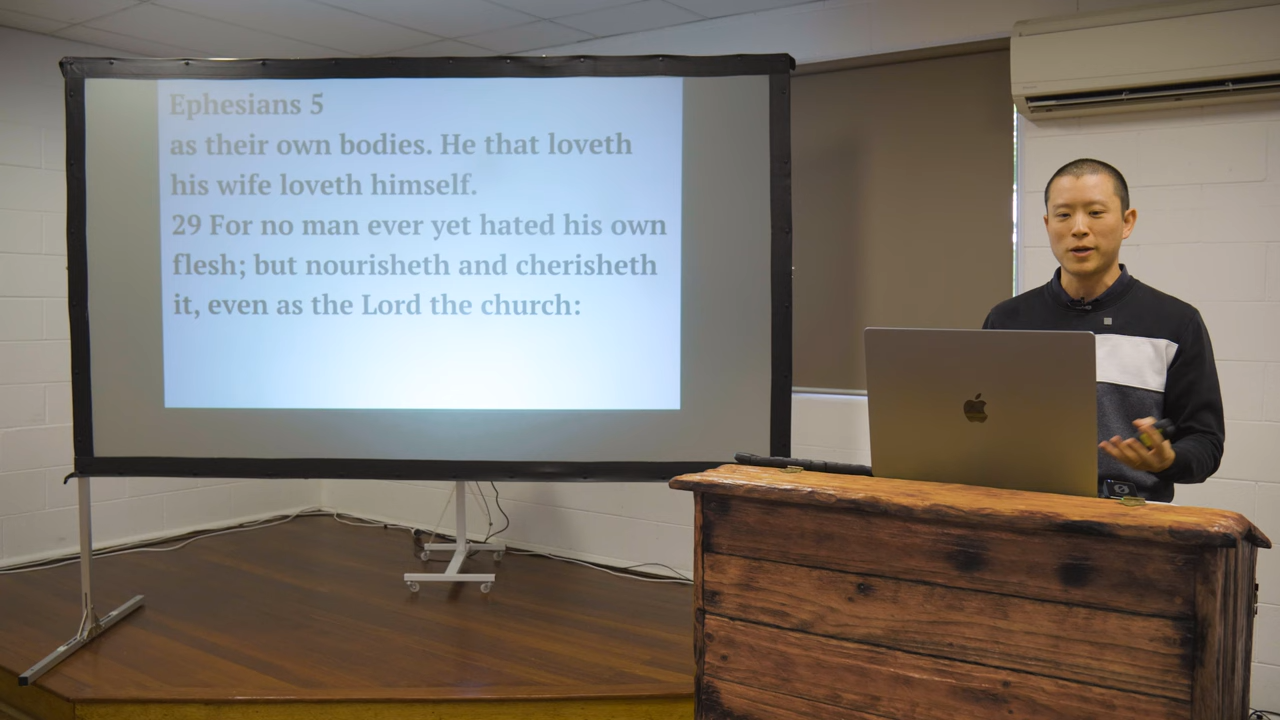 Ephesians 5
as their own bodies. He that loveth
his wife loveth himself.
29 For no man ever yet hated his own
flesh; but nourisheth and cherisheth
it, even as the Lord the church: